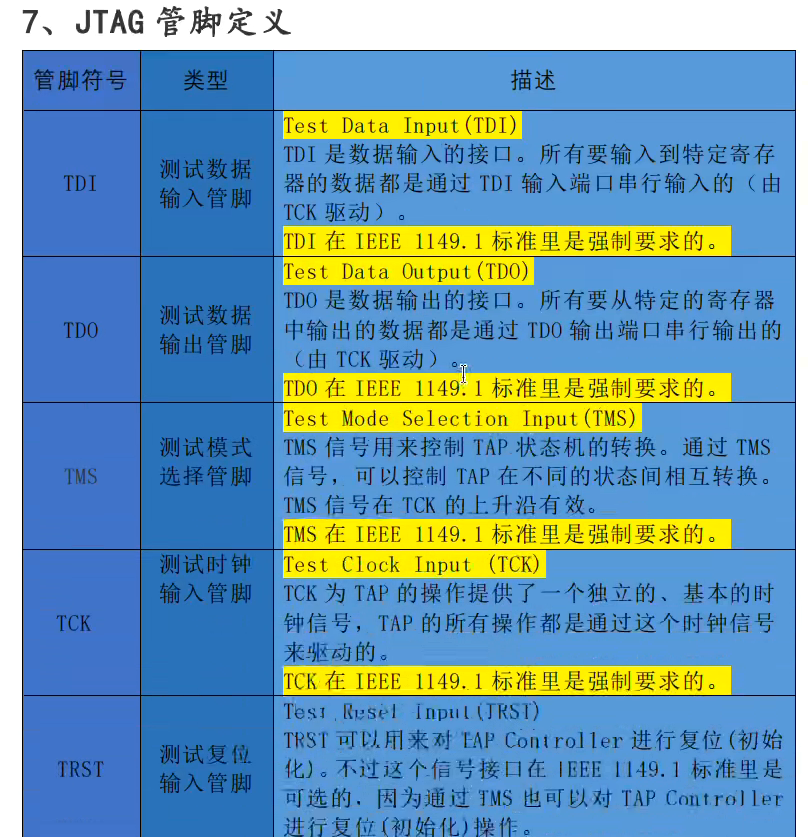 7、JTAG 管脚定义
管脚符号
类型
描述
TDI
测试数据
输入管脚
Test Data Input(TDI)
TDI 是数据输入的接口。所有要输入到特定寄存
器的数据都是通过 TDI 输入端口串行输入的（由
TCK 驱动）。
TDI 在 IEEE 1149.1 标准里是强制要求的。
TDO
测试数据
输出管脚
Test Data Output(TDO)
TDO 是数据输出的接口。所有要从特定的寄存器
中输出的数据都是通过 TDO 输出端口串行输出的
（由 TCK 驱动）。
TDO 在 IEEE 1149.1 标准里是强制要求的。
TMS
测试模式
选择管脚
Test Mode Selection Input(TMS)
TMS 信号用来控制 TAP 状态机的转换。通过 TMS
信号，可以控制 TAP 在不同的状态间相互转换。
TMS 信号在 TCK 的上升沿有效。
TMS 在 IEEE 1149.1 标准里是强制要求的。
TCK
测试时钟
输入管脚
Test Clock Input (TCK)
TCK 为 TAP 的操作提供了一个独立的、基本的时
钟信号，TAP 的所有操作都是通过这个时钟信号
来驱动的。
TCK 在 IEEE 1149.1 标准里是强制要求的。
TRST
测试复位
输入管脚
Test Reset Input(TRST)
TRST 可以用来对 TAP Controller 进行复位(初始
化)。不过这个信号接口在 IEEE 1149.1 标准里是
可选的，因为通过 TMS 也可以对 TAP Controller
进行复位(初始化)操作。